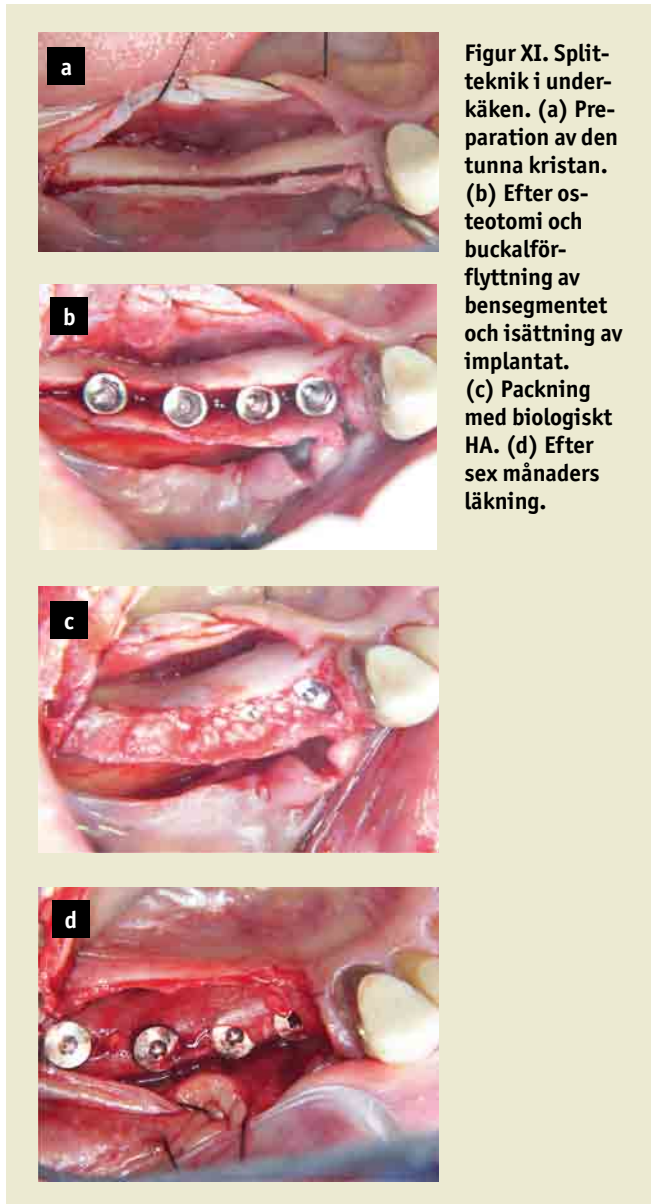 a
Figur XI. Split-
teknik i under-
käken. (a) Pre-
paration av den
tunna kristan.
(b) Efter os-
teotomi och
buckalför-
flyttning av
bensegmentet
och isättning av
implantat.
(c) Packning
med biologiskt
HA. (d) Efter
sex månaders
läkning.
b
c
d